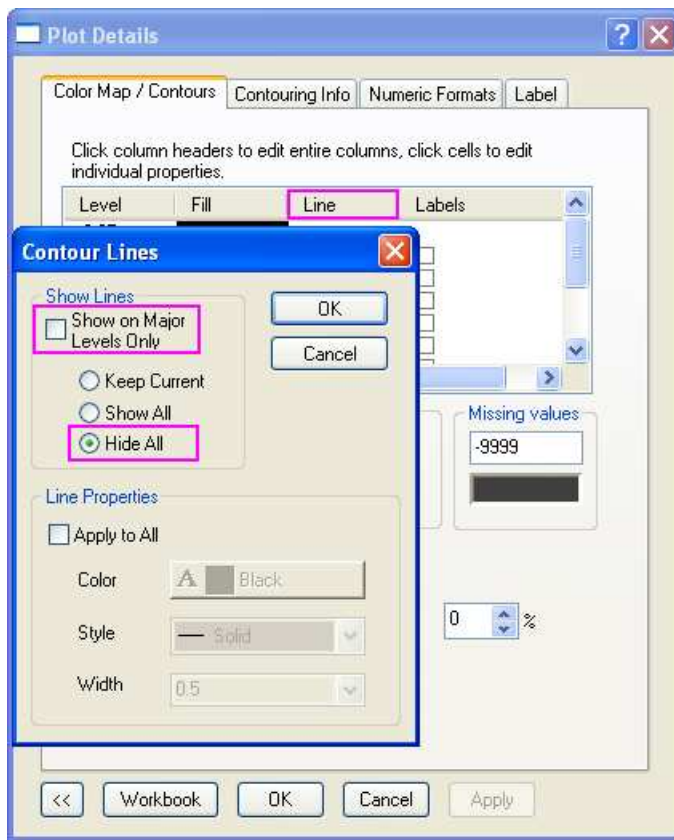 Plot Details
Color Map / Contours
Contouring Info
Numeric Formats
Label
Click column headers to edit entire columns, click cells to edit
individual properties.
Level
Fill
Line
Labels
Contour Lines
Show Lines
Show on Major
Levels Only
Keep Current
Show All
Hide All
OK
Cancel
Missing values
-9999
Line Properties
Apply to All
Color
A
Black
Style
Solid
Width
0.5
0
%
<<
Workbook
OK
Cancel
Apply